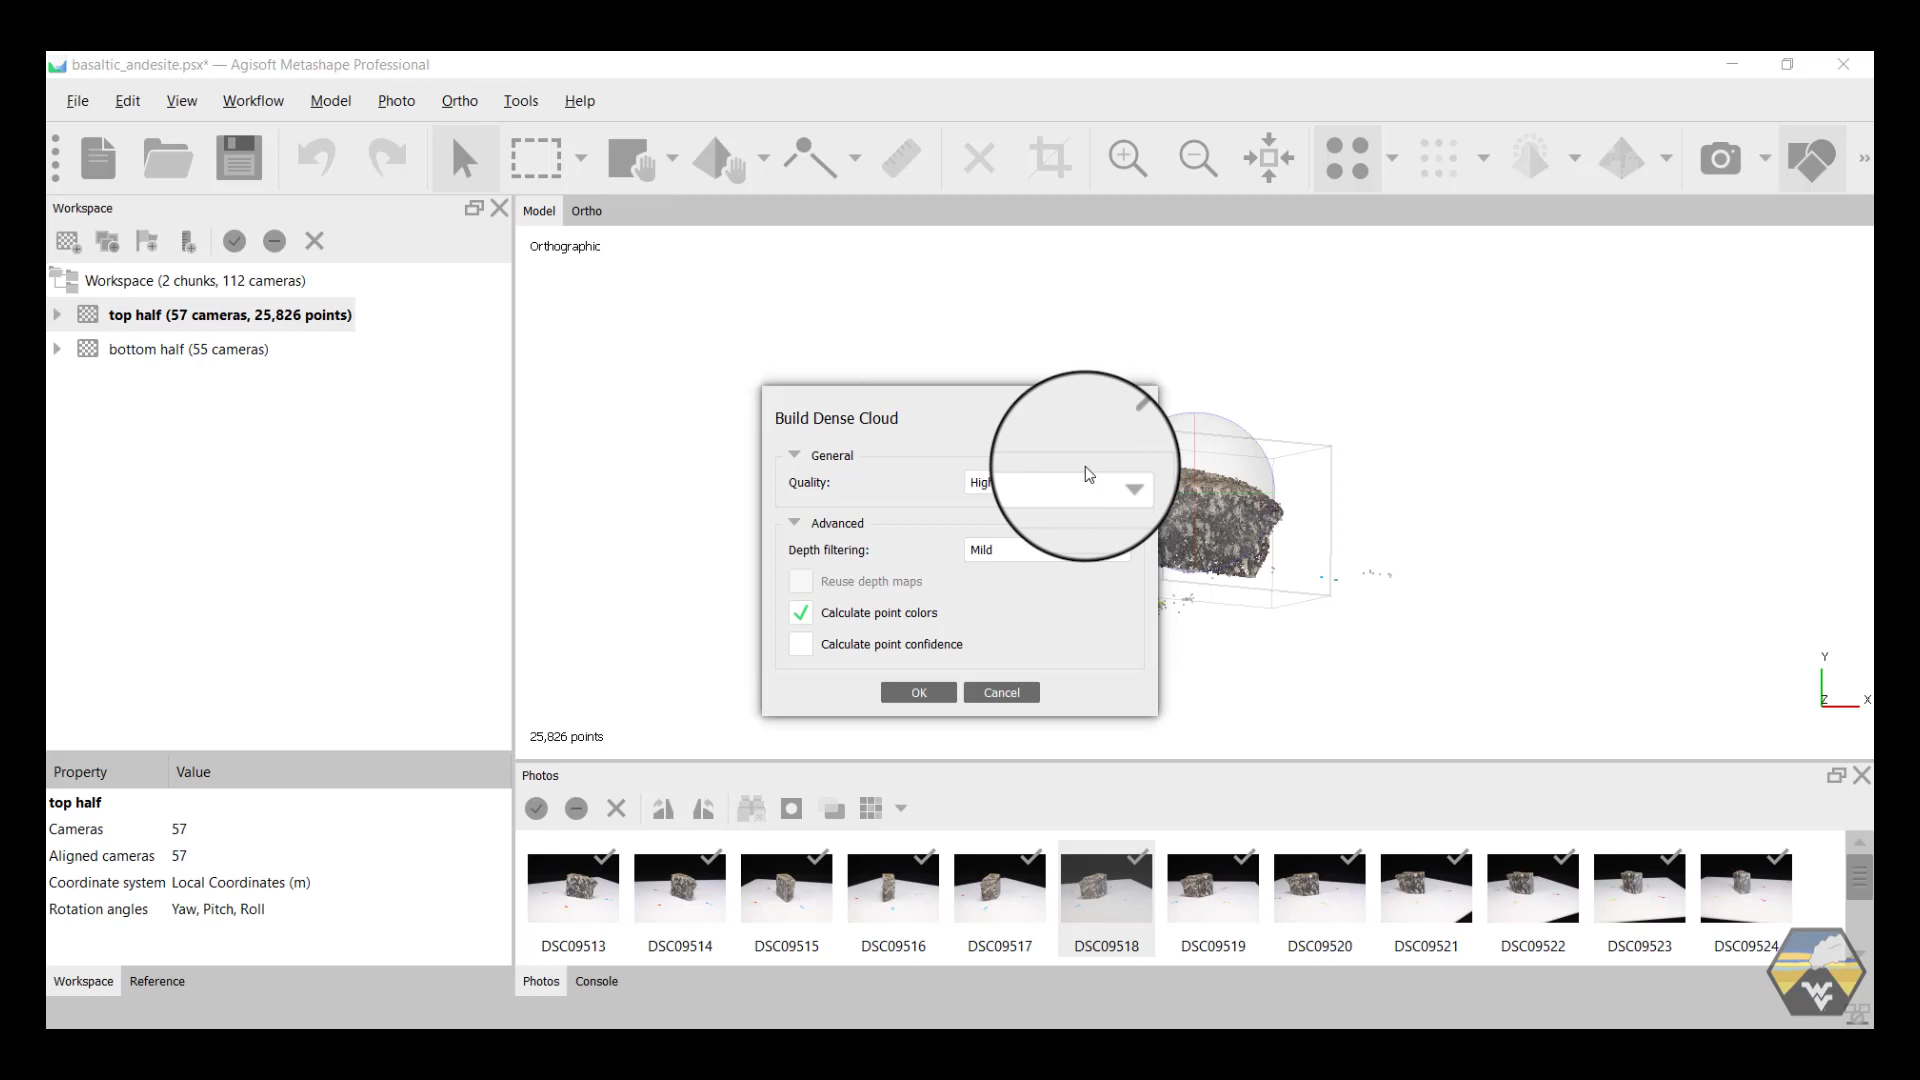 basaltic_andesite.psx* — Agisoft Metashape Professional
File Edit View Workflow Model Photo Ortho Tools Help
Workspace
Model Ortho
Orthographic
Workspace (2 chunks, 112 cameras)
top half (57 cameras, 25,826 points)
bottom half (55 cameras)
Build Dense Cloud
General
Quality: High
Advanced
Depth filtering: Mild
Reuse depth maps
Calculate point colors
Calculate point confidence
OK Cancel
Y
Z X
25,826 points
Property Value
top half
Cameras 57
Aligned cameras 57
Coordinate system Local Coordinates (m)
Rotation angles Yaw, Pitch, Roll
Photos
DSC09513 DSC09514 DSC09515 DSC09516 DSC09517 DSC09518 DSC09519 DSC09520 DSC09521 DSC09522 DSC09523 DSC09524
Workspace Reference
Photos Console
WV